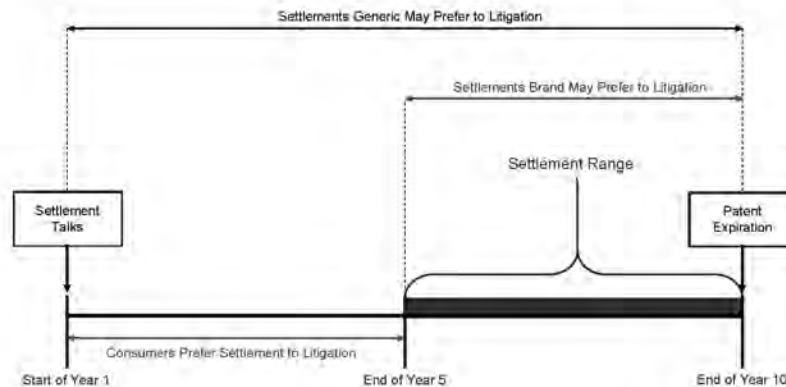 Settlements Generic May Prefer to Litigation
Settlements Brand May Prefer to Litigation
Settlement Range
Settlement
Talks
Patent
Expiration
Consumers Prefer Settlement to Litigation
Start of Year 1
End of Year 5
End of Year 10